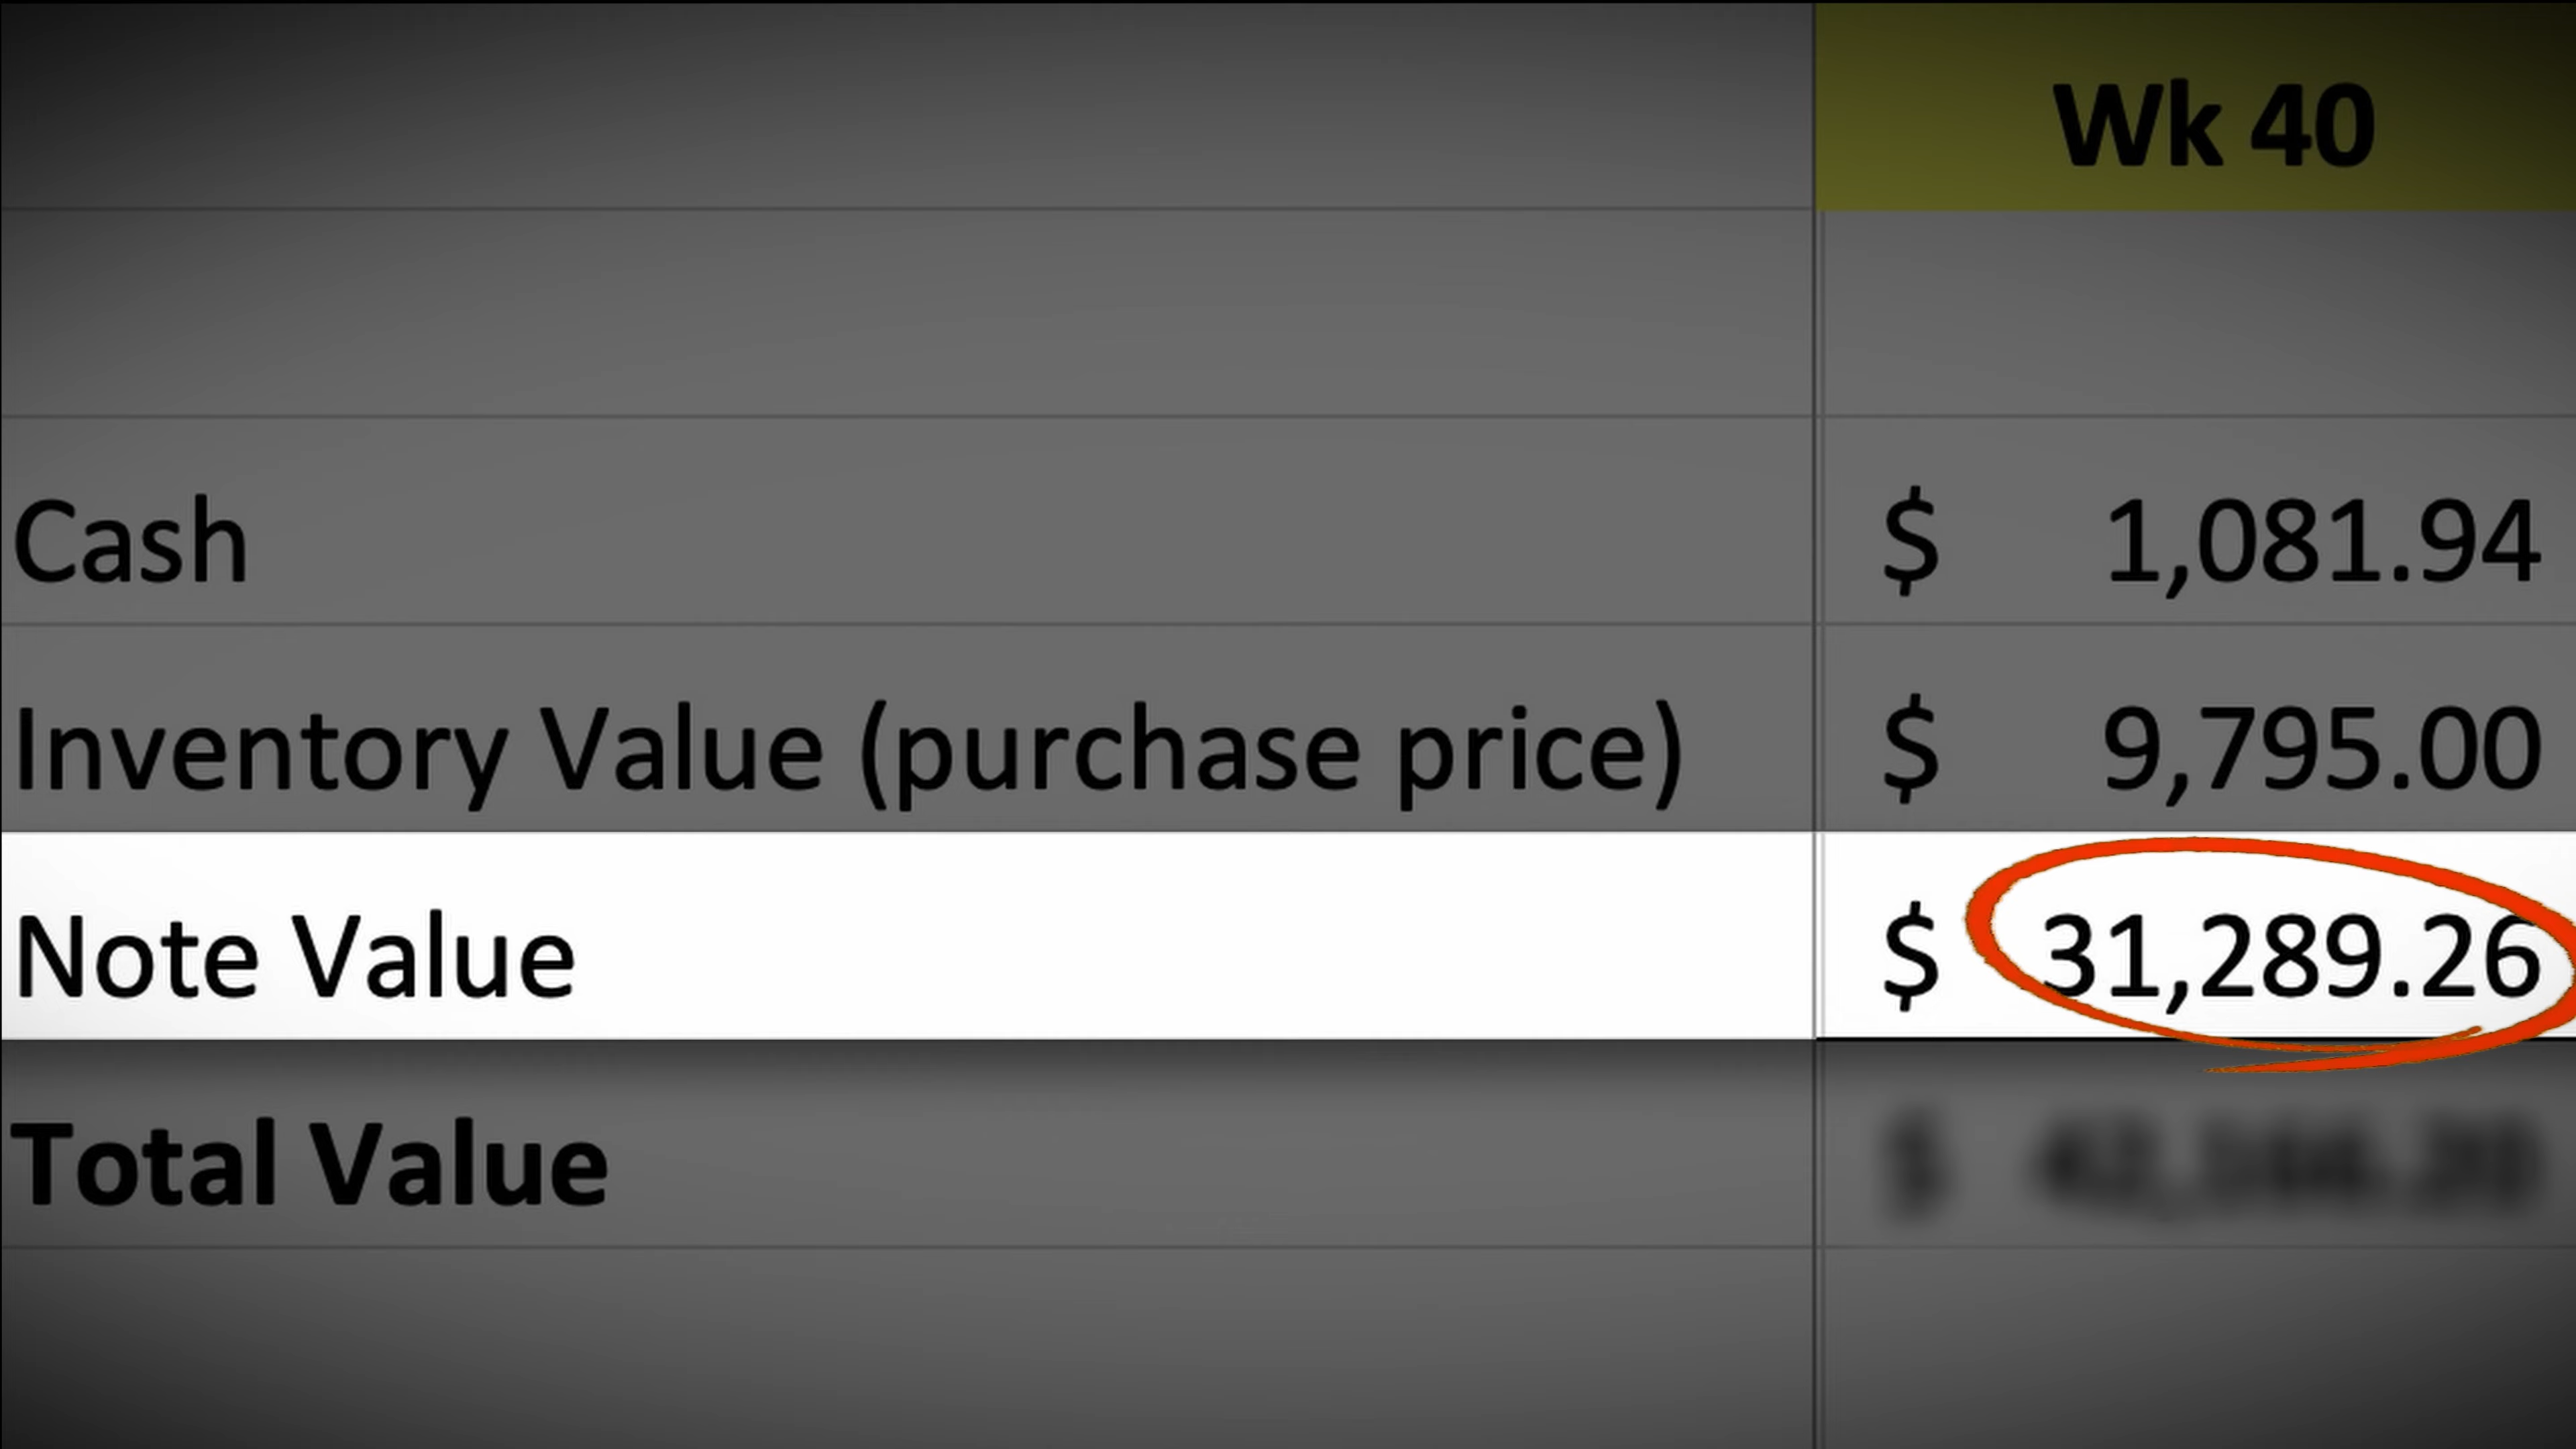 Wk 40
Cash $ 1,081.94
Inventory Value (purchase price) $ 9,795.00
Note Value $ 31,289.26
Total Value $